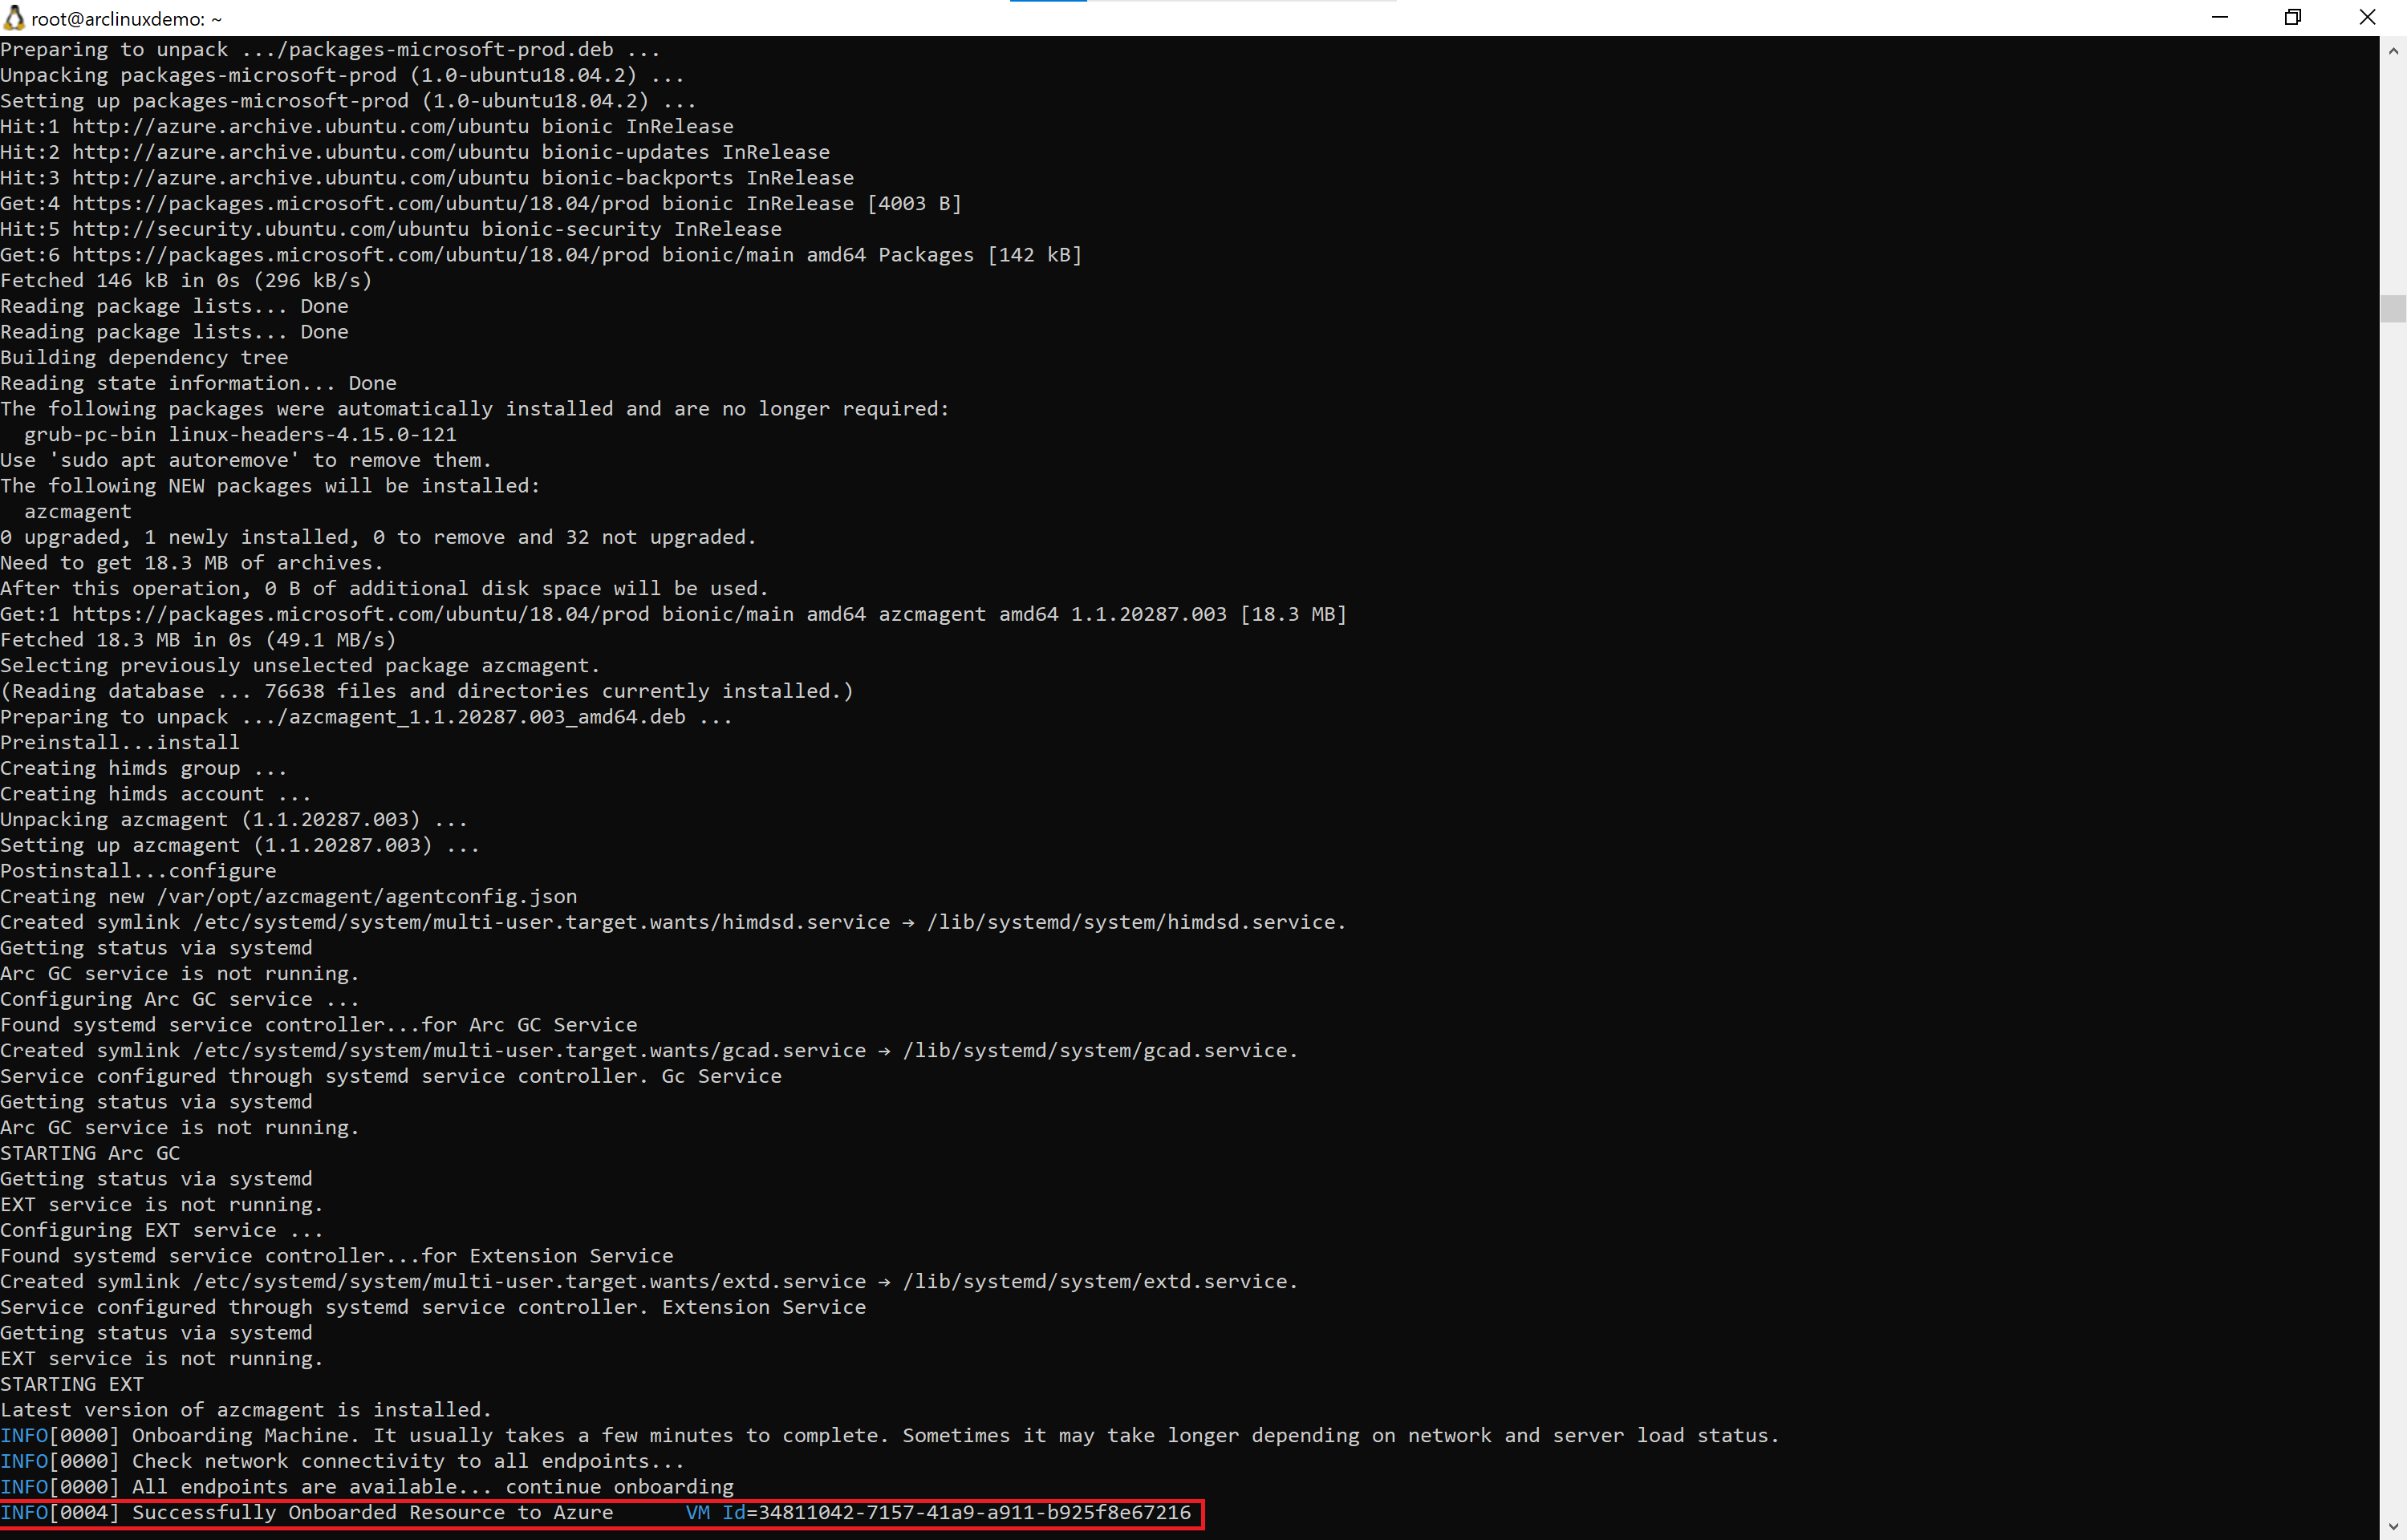 root@arclinuxdemo: ~
Preparing to unpack .../packages-microsoft-prod.deb ...
Unpacking packages-microsoft-prod (1.0-ubuntu18.04.2) ...
Setting up packages-microsoft-prod (1.0-ubuntu18.04.2) ...
Hit:1 http://azure.archive.ubuntu.com/ubuntu bionic InRelease
Hit:2 http://azure.archive.ubuntu.com/ubuntu bionic-updates InRelease
Hit:3 http://azure.archive.ubuntu.com/ubuntu bionic-backports InRelease
Get:4 https://packages.microsoft.com/ubuntu/18.04/prod bionic InRelease [4003 B]
Hit:5 http://security.ubuntu.com/ubuntu bionic-security InRelease
Get:6 https://packages.microsoft.com/ubuntu/18.04/prod bionic/main amd64 Packages [142 kB]
Fetched 146 kB in 0s (296 kB/s)
Reading package lists... Done
Reading package lists... Done
Building dependency tree
Reading state information... Done
The following packages were automatically installed and are no longer required:
  grub-pc-bin linux-headers-4.15.0-121
Use 'sudo apt autoremove' to remove them.
The following NEW packages will be installed:
  azcmagent
0 upgraded, 1 newly installed, 0 to remove and 32 not upgraded.
Need to get 18.3 MB of archives.
After this operation, 0 B of additional disk space will be used.
Get:1 https://packages.microsoft.com/ubuntu/18.04/prod bionic/main amd64 azcmagent amd64 1.1.20287.003 [18.3 MB]
Fetched 18.3 MB in 0s (49.1 MB/s)
Selecting previously unselected package azcmagent.
(Reading database ... 76638 files and directories currently installed.)
Preparing to unpack .../azcmagent_1.1.20287.003_amd64.deb ...
Preinstall...install
Creating himds group ...
Creating himds account ...
Unpacking azcmagent (1.1.20287.003) ...
Setting up azcmagent (1.1.20287.003) ...
Postinstall...configure
Creating new /var/opt/azcmagent/agentconfig.json
Created symlink /etc/systemd/system/multi-user.target.wants/himdsd.service → /lib/systemd/system/himdsd.service.
Getting status via systemd
Arc GC service is not running.
Configuring Arc GC service ...
Found systemd service controller...for Arc GC Service
Created symlink /etc/systemd/system/multi-user.target.wants/gcad.service → /lib/systemd/system/gcad.service.
Service configured through systemd service controller. Gc Service
Getting status via systemd
Arc GC service is not running.
STARTING Arc GC
Getting status via systemd
EXT service is not running.
Configuring EXT service ...
Found systemd service controller...for Extension Service
Created symlink /etc/systemd/system/multi-user.target.wants/extd.service → /lib/systemd/system/extd.service.
Service configured through systemd service controller. Extension Service
Getting status via systemd
EXT service is not running.
STARTING EXT
Latest version of azcmagent is installed.
INFO[0000] Onboarding Machine. It usually takes a few minutes to complete. Sometimes it may take longer depending on network and server load status.
INFO[0000] Check network connectivity to all endpoints...
INFO[0000] All endpoints are available... continue onboarding
INFO[0004] Successfully Onboarded Resource to Azure      VM Id=34811042-7157-41a9-a911-b925f8e67216